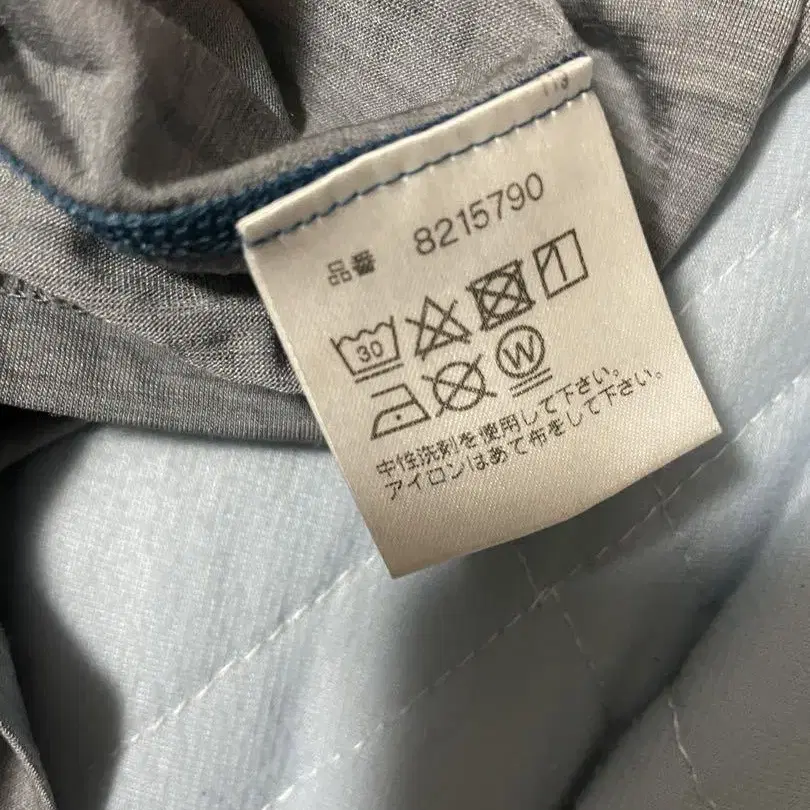 品番 8215790
30
W
中性洗剤を使用して下さい。
アイロンはあて布をして下さい。